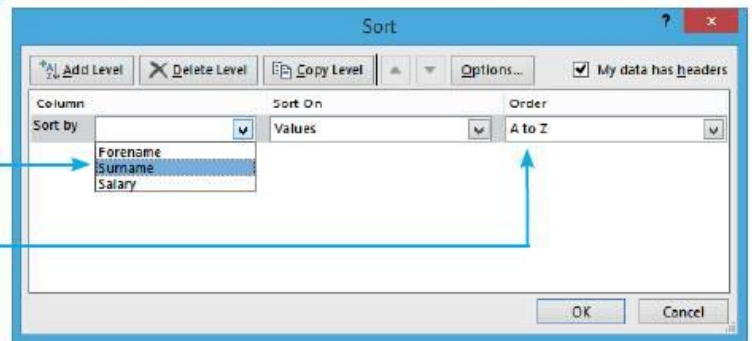 Sort ?
Add Level Delete Level Copy Level Options... My data has headers
Column Sort On Order
Sort by Values A to Z
Forename
Surname
Salary
OK Cancel